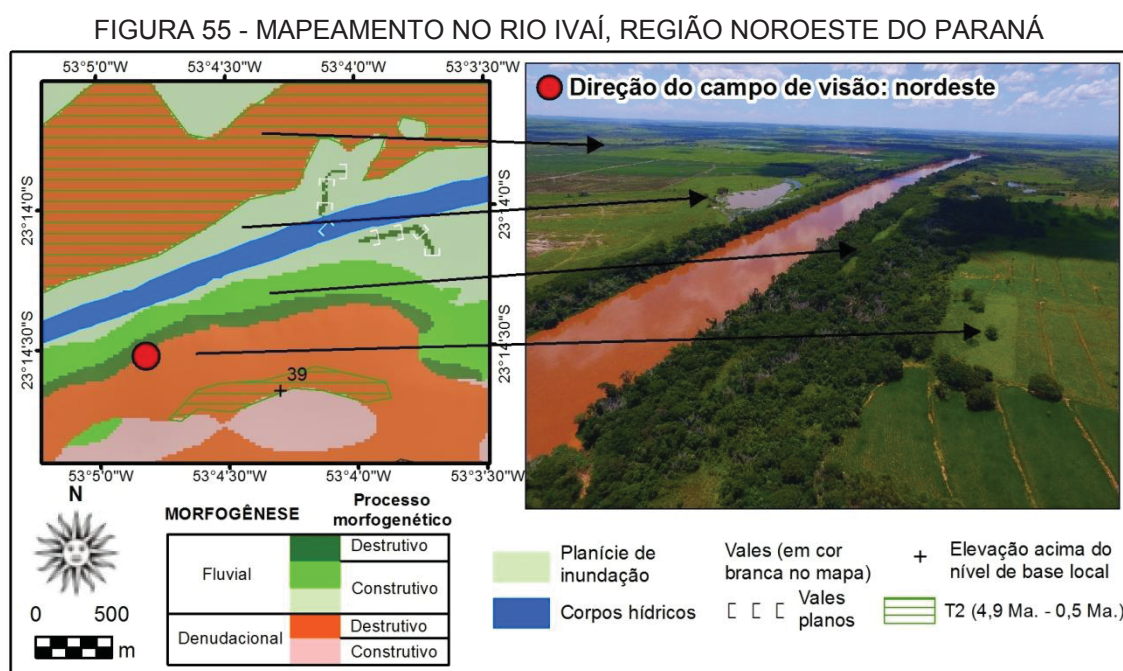 FIGURA 55 - MAPEAMENTO NO RIO IVAÍ, REGIÃO NOROESTE DO PARANÁ
53°5'0"W 53°4'30"W 53°4'0"W 53°3'30"W
Direção do campo de visão: nordeste
23°14'0"S
23°14'0"S
23°14'30"S
23°14'30"S
39
53°5'0"W 53°4'30"W 53°4'0"W 53°3'30"W
N
0 500
m
MORFOGÊNESE Processo morfogenético
Fluvial
Destrutivo
Construtivo
Denudacional
Destrutivo
Construtivo
Planície de
inundação
Corpos hídricos
Vales (em cor
branca no mapa)
Vales
planos
+ Elevação acima do
nível de base local
T2 (4,9 Ma. - 0,5 Ma.)